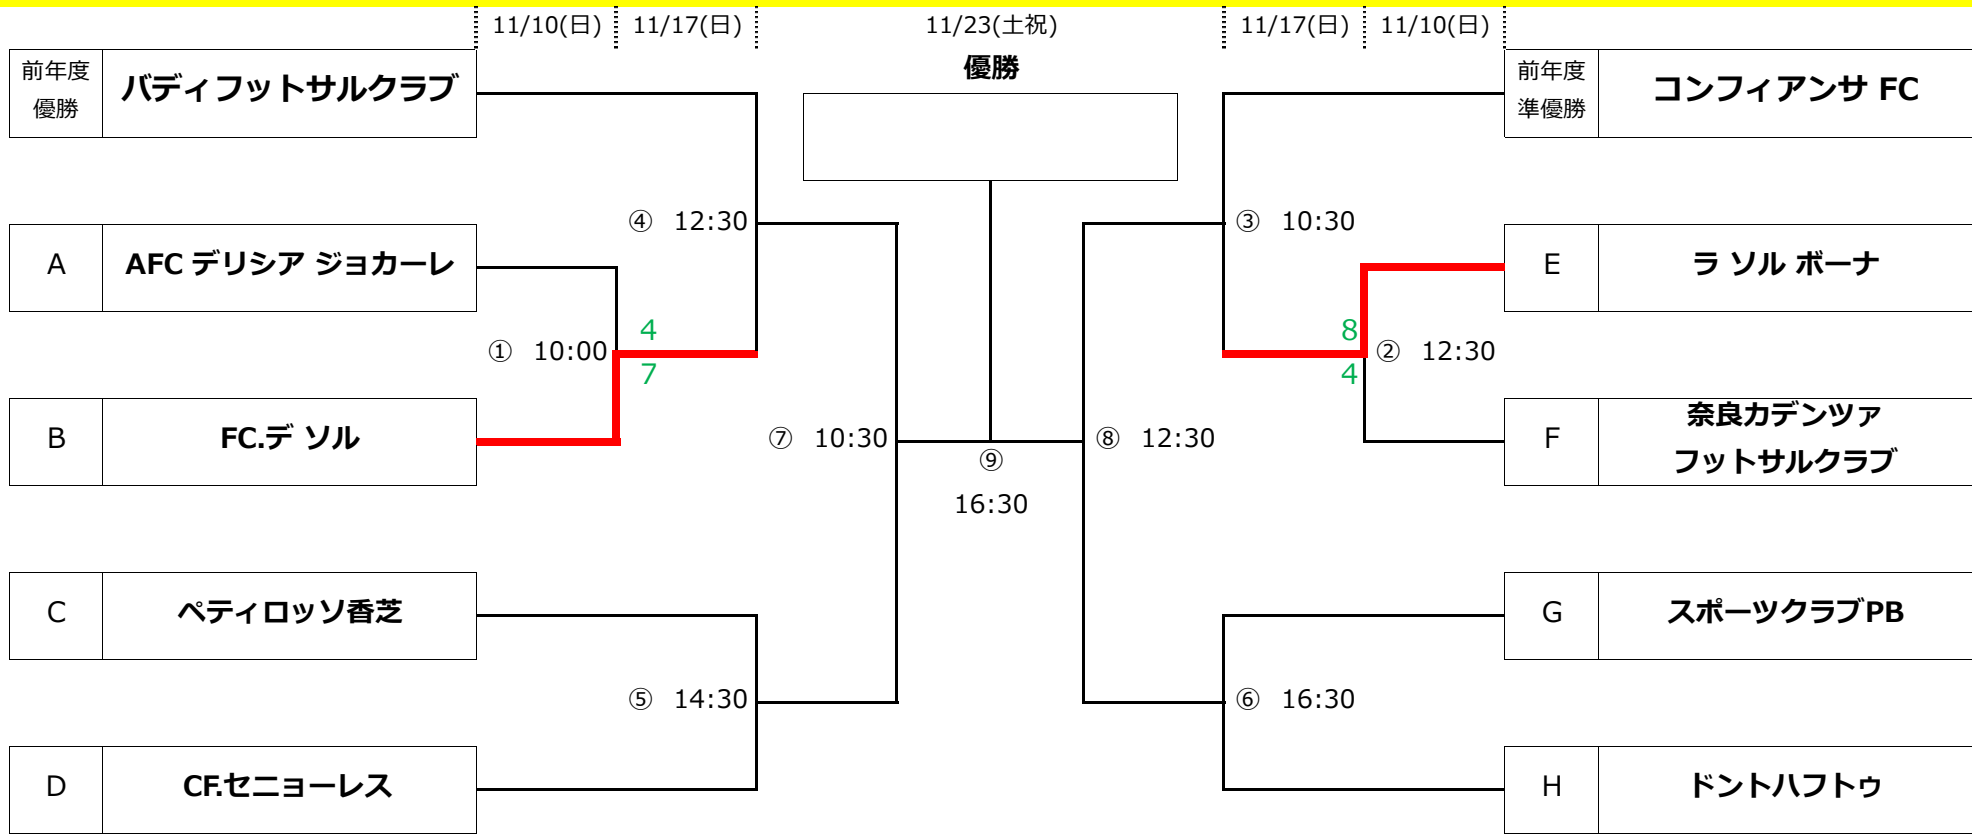 11/10(日) 11/17(日) 11/23(土祝) 11/17(日) 11/10(日)
優勝
前年度
優勝
バディフットサルクラブ
前年度
準優勝
コンフィアンサ FC
④ 12:30
③ 10:30
A AFC デリシア ジョカーレ
E ラ ソル ボーナ
① 10:00
4
7
8
4
② 12:30
B FC.デ ソル
F 奈良カデンツァ
フットサルクラブ
⑦ 10:30
⑧ 12:30
⑨
16:30
C ペティロッソ香芝
G スポーツクラブPB
⑤ 14:30
⑥ 16:30
D CF.セニョーレス
H ドントハフトゥ